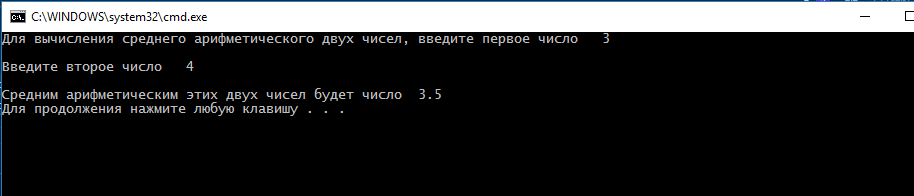 C:\WINDOWS\system32\cmd.exe
Для вычисления среднего арифметического двух чисел, введите первое число   3
Введите второе число   4
Средним арифметическим этих двух чисел будет число  3.5
Для продолжения нажмите любую клавишу . . .